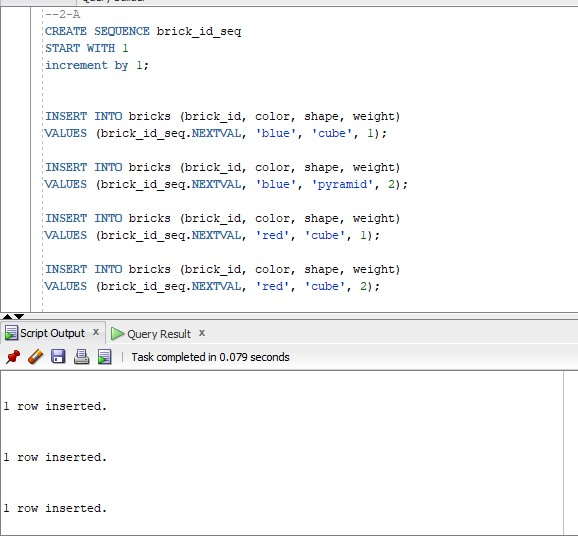 --2-A
CREATE SEQUENCE brick_id_seq
START WITH 1
increment by 1;
INSERT INTO bricks (brick_id, color, shape, weight)
VALUES (brick_id_seq.NEXTVAL, 'blue', 'cube', 1);
INSERT INTO bricks (brick_id, color, shape, weight)
VALUES (brick_id_seq.NEXTVAL, 'blue', 'pyramid', 2);
INSERT INTO bricks (brick_id, color, shape, weight)
VALUES (brick_id_seq.NEXTVAL, 'red', 'cube', 1);
INSERT INTO bricks (brick_id, color, shape, weight)
VALUES (brick_id_seq.NEXTVAL, 'red', 'cube', 2);
Script Output x Query Result x
Task completed in 0.079 seconds
1 row inserted.
1 row inserted.
1 row inserted.